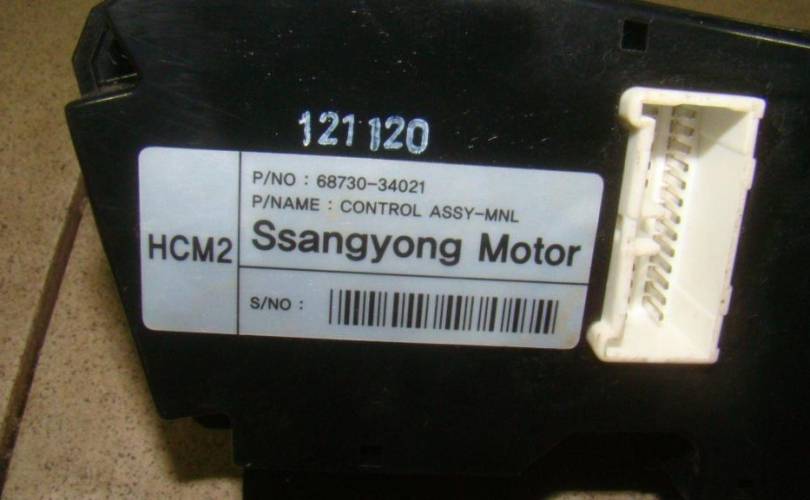 121120
P/NO : 68730-34021
P/NAME : CONTROL ASSY-MNL
HCM2
Ssangyong Motor
S/NO :